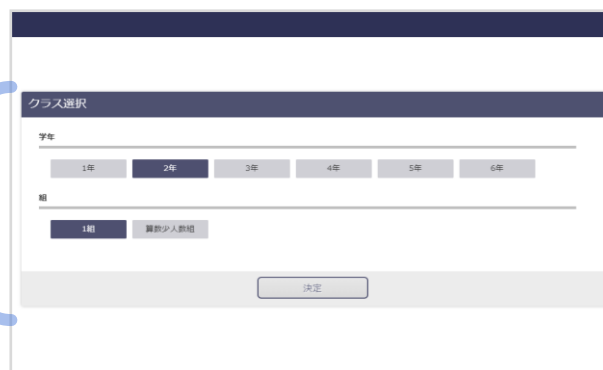 クラス選択
学年
1年 2年 3年 4年 5年 6年
組
1組 算数少人数組
決定